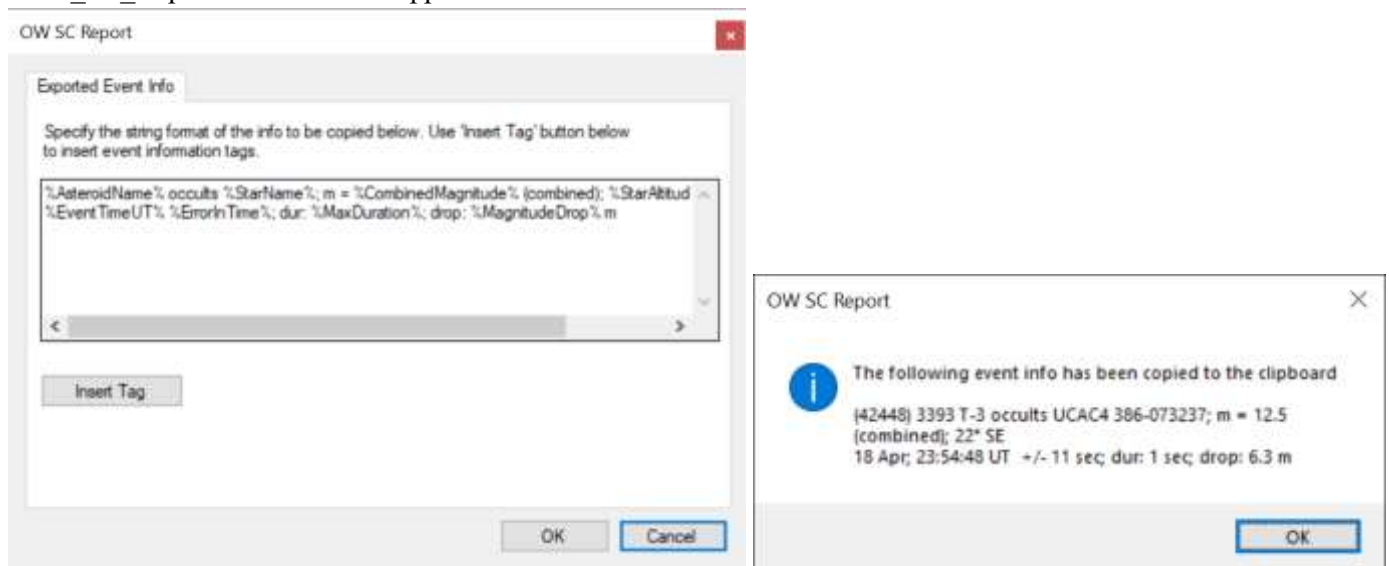 OW SC Report
Exported Event Info
Specify the string format of the info to be copied below. Use 'Insert Tag' button below
to insert event information tags.
%AsteroidName% occults %StarName%; m = %CombinedMagnitude% (combined); %StarAltitud
%EventTimeUT% %ErrorInTime%; dur: %MaxDuration%; drop: %MagnitudeDrop% m
Insert Tag
OK
Cancel
OW SC Report
The following event info has been copied to the clipboard
(42448) 3393 T-3 occults UCAC4 386-073237; m = 12.5
(combined); 22° SE
18 Apr; 23:54:48 UT +/- 11 sec; dur: 1 sec; drop: 6.3 m
OK